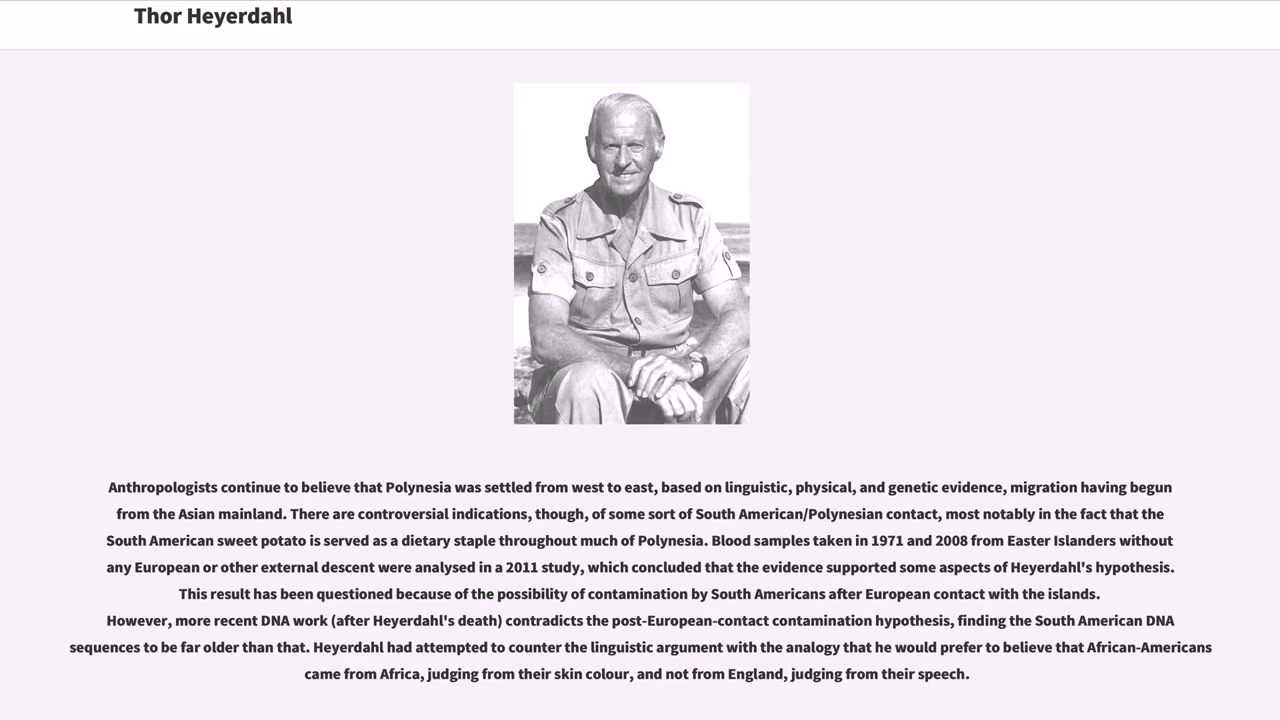 Thor Heyerdahl
Anthropologists continue to believe that Polynesia was settled from west to east, based on linguistic, physical, and genetic evidence, migration having begun
from the Asian mainland. There are controversial indications, though, of some sort of South American/Polynesian contact, most notably in the fact that the
South American sweet potato is served as a dietary staple throughout much of Polynesia. Blood samples taken in 1971 and 2008 from Easter Islanders without
any European or other external descent were analysed in a 2011 study, which concluded that the evidence supported some aspects of Heyerdahl's hypothesis.
This result has been questioned because of the possibility of contamination by South Americans after European contact with the islands.
However, more recent DNA work (after Heyerdahl's death) contradicts the post-European-contact contamination hypothesis, finding the South American DNA
sequences to be far older than that. Heyerdahl had attempted to counter the linguistic argument with the analogy that he would prefer to believe that African-Americans
came from Africa, judging from their skin colour, and not from England, judging from their speech.